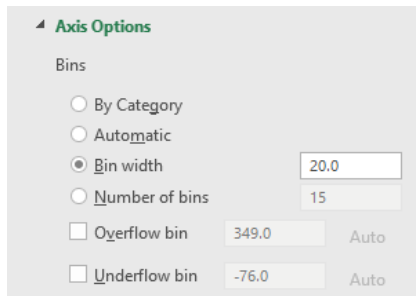 Axis Options
Bins
By Category
Automatic
Bin width 20.0
Number of bins 15
Overflow bin 349.0 Auto
Underflow bin -76.0 Auto